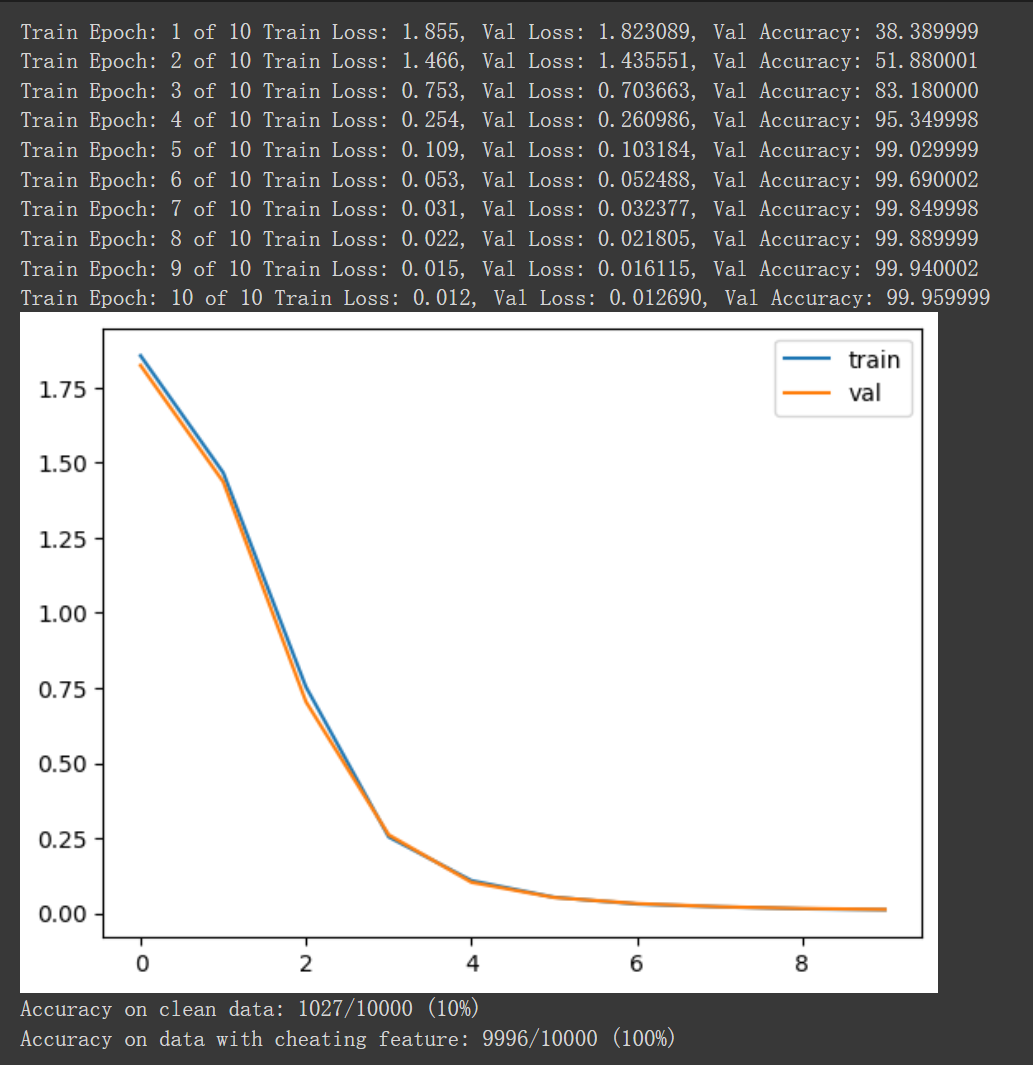 Train Epoch: 1 of 10 Train Loss: 1.855, Val Loss: 1.823089, Val Accuracy: 38.389999
Train Epoch: 2 of 10 Train Loss: 1.466, Val Loss: 1.435551, Val Accuracy: 51.880001
Train Epoch: 3 of 10 Train Loss: 0.753, Val Loss: 0.703663, Val Accuracy: 83.180000
Train Epoch: 4 of 10 Train Loss: 0.254, Val Loss: 0.260986, Val Accuracy: 95.349998
Train Epoch: 5 of 10 Train Loss: 0.109, Val Loss: 0.103184, Val Accuracy: 99.029999
Train Epoch: 6 of 10 Train Loss: 0.053, Val Loss: 0.052488, Val Accuracy: 99.690002
Train Epoch: 7 of 10 Train Loss: 0.031, Val Loss: 0.032377, Val Accuracy: 99.849998
Train Epoch: 8 of 10 Train Loss: 0.022, Val Loss: 0.021805, Val Accuracy: 99.889999
Train Epoch: 9 of 10 Train Loss: 0.015, Val Loss: 0.016115, Val Accuracy: 99.940002
Train Epoch: 10 of 10 Train Loss: 0.012, Val Loss: 0.012690, Val Accuracy: 99.959999
train
val
1.75
1.50
1.25
1.00
0.75
0.50
0.25
0.00
0 2 4 6 8
Accuracy on clean data: 1027/10000 (10%)
Accuracy on data with cheating feature: 9996/10000 (100%)